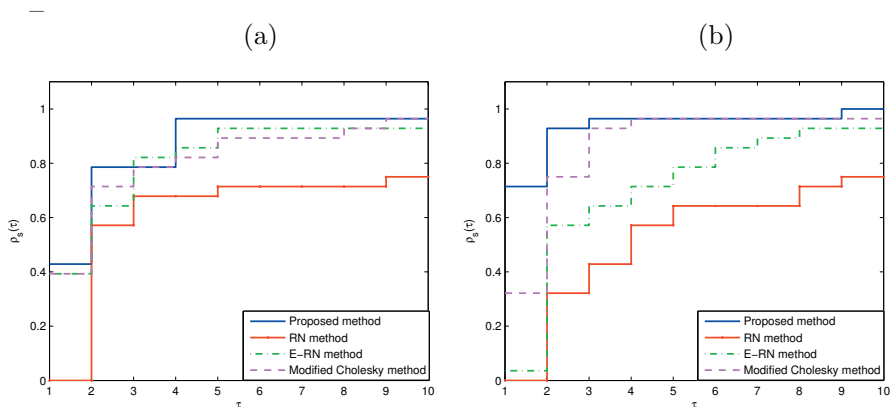 (a)
(b)
1
0.8
0.6
0.4
0.2
0
ρs(τ)
1 2 3 4 5 6 7 8 9 10
τ
Proposed method
RN method
E−RN method
Modified Cholesky method
1
0.8
0.6
0.4
0.2
0
ρs(τ)
1 2 3 4 5 6 7 8 9 10
τ
Proposed method
RN method
E−RN method
Modified Cholesky method